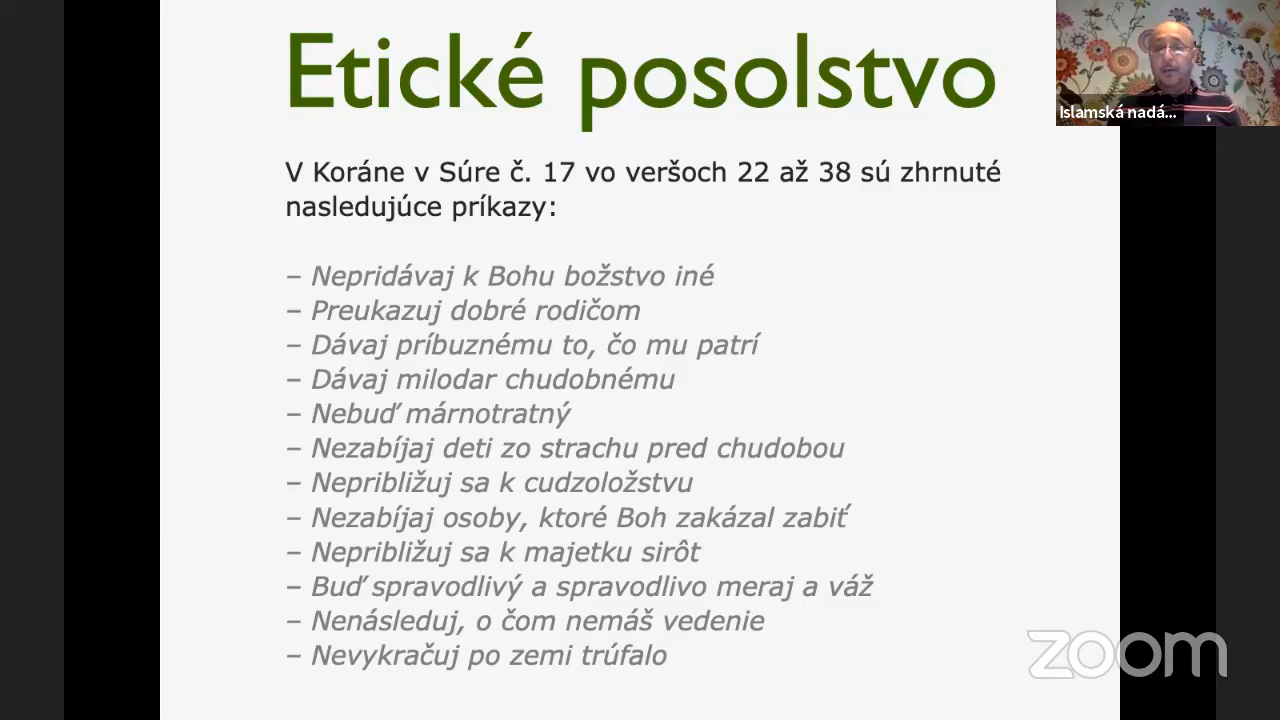 Etické posolstvo
Islamská nadá...
V Koráne v Súre č. 17 vo veršoch 22 až 38 sú zhrnuté
nasledujúce príkazy:
– Nepridávaj k Bohu božstvo iné
– Preukazuj dobré rodičom
– Dávaj príbuznému to, čo mu patrí
– Dávaj milodar chudobnému
– Nebuď márnotratný
– Nezabíjaj deti zo strachu pred chudobou
– Nepribližuj sa k cudzoložstvu
– Nezabíjaj osoby, ktoré Boh zakázal zabiť
– Nepribližuj sa k majetku sirôt
– Buď spravodlivý a spravodlivo meraj a váž
– Nenásleduj, o čom nemáš vedenie
– Nevykračuj po zemi trúfalo
zoom